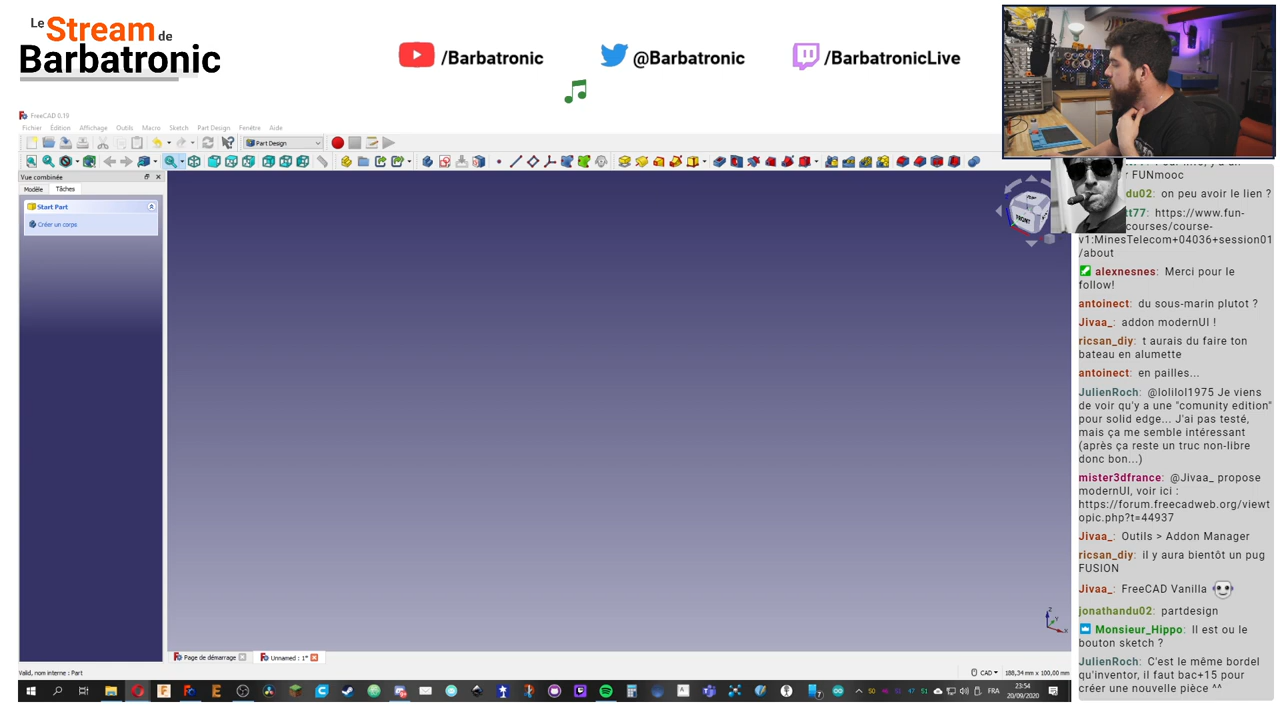 Le
Stream de
Barbatronic
/Barbatronic
@Barbatronic
/BarbatronicLive
FreeCAD 0.19
Fichier Édition Affichage Outils Macro Sketch Part Design Fenêtre Aide
Part Design
Vue combinée
Modèle Tâches
Start Part
Créer un corps
FRONT
Page de démarrage
Unnamed : 1*
Valid, nom interne : Part
CAD
188,34 mm x 100,00 mm
FRA
23:54
20/09/2020
r FUNmooc
du02: on peu avoir le lien ?
t77: https://www.fun-
courses/course-
v1:MinesTelecom+04036+session01
/about
alexnesnes: Merci pour le
follow!
antoinect: du sous-marin plutot ?
Jivaa_: addon modernUI !
ricsan_diy: t aurais du faire ton
bateau en alumette
antoinect: en pailles...
JulienRoch: @lolilol1975 Je viens
de voir qu'y a une "comunity edition"
pour solid edge... J'ai pas testé,
mais ça me semble intéressant
(après ça reste un truc non-libre
donc bon...)
mister3dfrance: @Jivaa_ propose
modernUI, voir ici :
https://forum.freecadweb.org/viewt
opic.php?t=44937
Jivaa_: Outils > Addon Manager
ricsan_diy: il y aura bientôt un pug
FUSION
Jivaa_: FreeCAD Vanilla
jonathandu02: partdesign
Monsieur_Hippo: Il est ou le
bouton sketch ?
JulienRoch: C'est le même bordel
qu'inventor, il faut bac+15 pour
créer une nouvelle pièce ^^